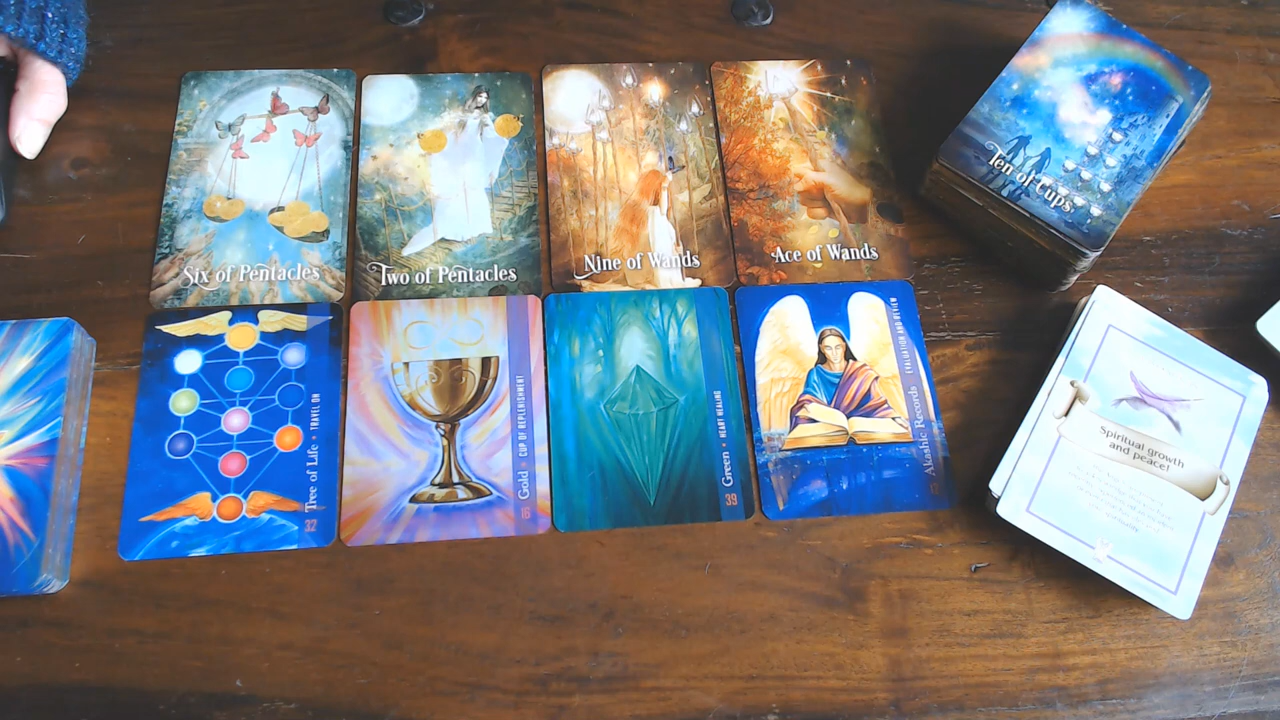 Six of Pentacles
Two of Pentacles
Nine of Wands
Ace of Wands
Ten of Cups
32 Tree of Life • TRAVEL ON
16 Gold • CUP OF REPLENISHMENT
39 Green • HEART HEALING
Akashic Records EVALUATION AND REVIEW
Spiritual growth
and peace!
spirituality.